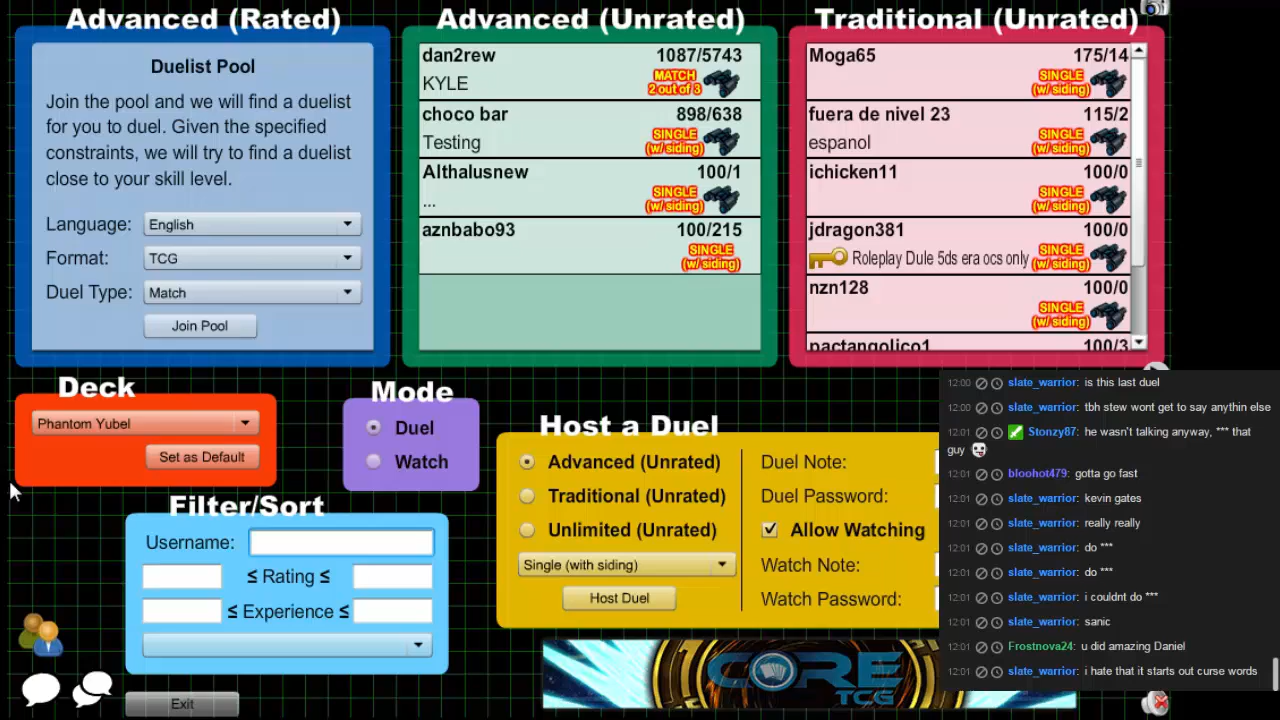 Advanced (Rated)
Duelist Pool
Join the pool and we will find a duelist
for you to duel. Given the specified
constraints, we will try to find a duelist
close to your skill level.
Language: English
Format: TCG
Duel Type: Match
Join Pool
Advanced (Unrated)
dan2rew 1087/5743
KYLE MATCH
2 out of 3
choco bar 898/638
Testing SINGLE
(w/ siding)
Althalusnew 100/1
... SINGLE
(w/ siding)
aznbabo93 100/215
SINGLE
(w/ siding)
Traditional (Unrated)
Moga65 175/14
SINGLE
(w/ siding)
fuera de nivel 23 115/2
espanol SINGLE
(w/ siding)
ichicken11 100/0
SINGLE
(w/ siding)
jdragon381 100/0
Roleplay Dule 5ds era ocs only SINGLE
(w/ siding)
nzn128 100/0
SINGLE
(w/ siding)
pactangolico1 100/3
Deck
Phantom Yubel
Set as Default
Mode
Duel
Watch
Filter/Sort
Username:
≤ Rating ≤
≤ Experience ≤
Exit
Host a Duel
Advanced (Unrated)
Traditional (Unrated)
Unlimited (Unrated)
Single (with siding)
Host Duel
Duel Note:
Duel Password:
Allow Watching
Watch Note:
Watch Password:
CORE
TCG
12:00 slate_warrior: is this last duel
12:00 slate_warrior: tbh stew wont get to say anythin else
12:01 Stonzy87: he wasn't talking anyway, *** that
guy
12:01 bloohot479: gotta go fast
12:01 slate_warrior: kevin gates
12:01 slate_warrior: really really
12:01 slate_warrior: do ***
12:01 slate_warrior: do ***
12:01 slate_warrior: i couldnt do ***
12:01 slate_warrior: sanic
12:01 Frostnova24: u did amazing Daniel
12:01 slate_warrior: i hate that it starts out curse words